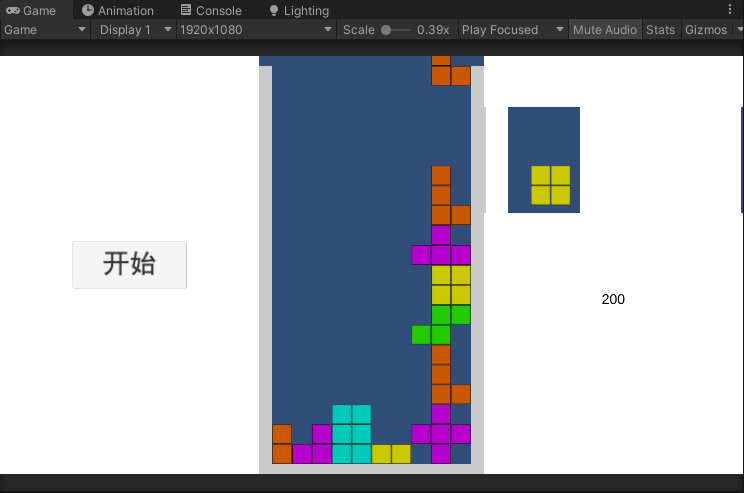 Game Animation Console Lighting
Game Display 1 1920x1080 Scale 0.39x Play Focused Mute Audio Stats Gizmos
开始
200